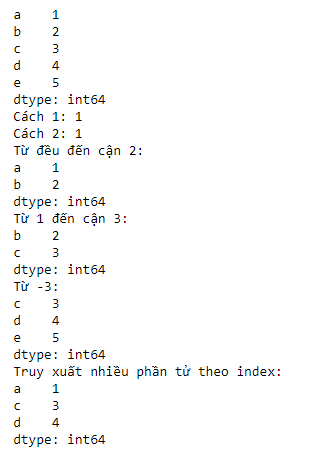 a    1
b    2
c    3
d    4
e    5
dtype: int64
Cách 1: 1
Cách 2: 1
Từ đều đến cận 2:
a    1
b    2
dtype: int64
Từ 1 đến cận 3:
b    2
c    3
dtype: int64
Từ -3:
c    3
d    4
e    5
dtype: int64
Truy xuất nhiều phần tử theo index:
a    1
c    3
d    4
dtype: int64